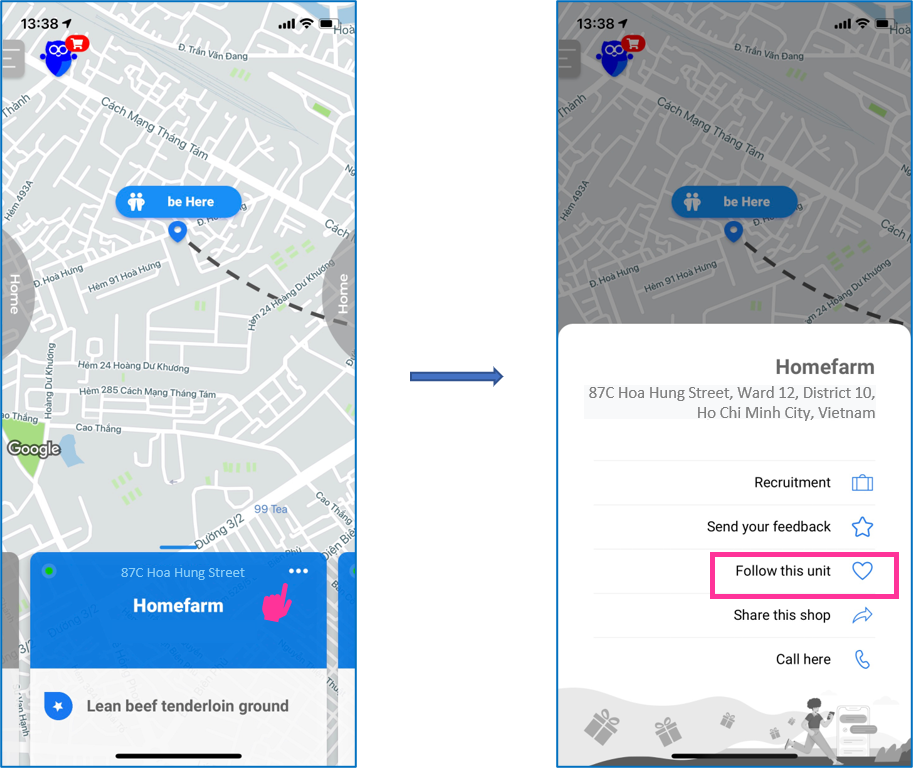 13:38
Hoà
Đ. Trần Văn Đang
Thành
Cách Mạng Tháng Tám
Cách
Hẻm 493A
be Here
Đ. Hoà Hưng
Hẻm 91 Hoà Hưng
Home
Home
Hẻm 24 Hoàng Dư Khương
Hoàng Dư Khương
Hẻm 24 Hoàng Dư Khương
Hẻm 285 Cách Mạng Tháng Tám
Cao Thắng
Cao Thắng
Google
99 Tea
Cao Thắng
Đường 3/2
Điện Biên
87C Hoa Hung Street
Homefarm
Lean beef tenderloin ground
13:38
Hoà
Đ. Trần Văn Đang
Thành
Cách Mạng Tháng Tám
Cách
Hẻm 493A
be Here
Đ. Hoà Hưng
Hẻm 91 Hoà Hưng
Hẻm 24 Hoàng Dư Khương
Homefarm
87C Hoa Hung Street, Ward 12, District 10,
Ho Chi Minh City, Vietnam
Recruitment
Send your feedback
Follow this unit
Share this shop
Call here